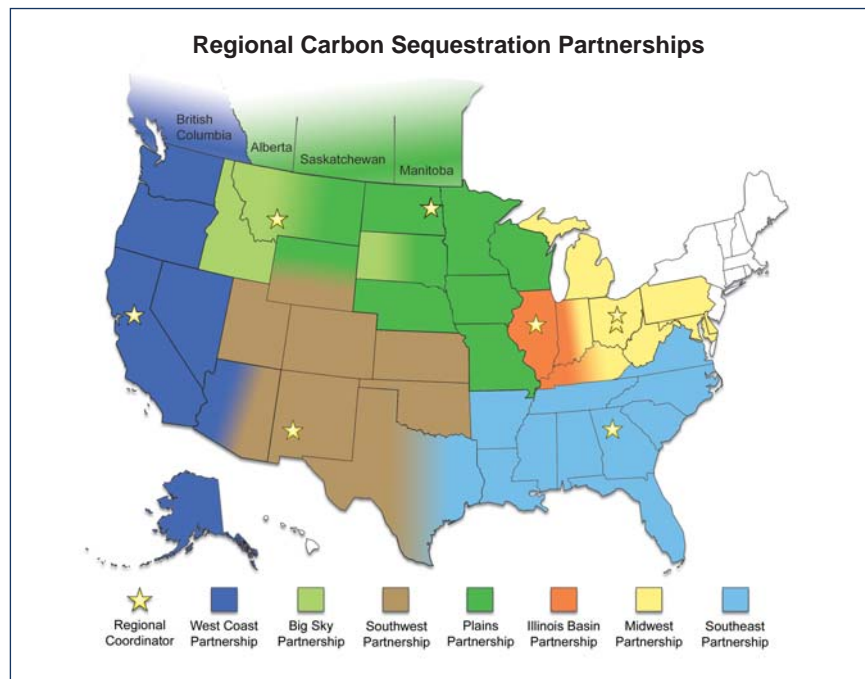 Regional Carbon Sequestration Partnerships
British
Columbia
Alberta
Saskatchewan
Manitoba
Regional
Coordinator
West Coast
Partnership
Big Sky
Partnership
Southwest
Partnership
Plains
Partnership
Illinois Basin
Partnership
Midwest
Partnership
Southeast
Partnership